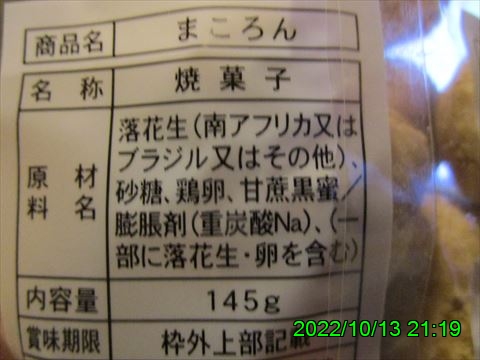 商品名 まころん
名称 焼菓子
原材料名
落花生(南アフリカ又は
ブラジル又はその他)、
砂糖、鶏卵、甘蔗黒蜜/
膨脹剤(重炭酸Na)、(一
部に落花生・卵を含む)
内容量 145g
賞味期限 枠外上部記載
2022/10/13 21:19